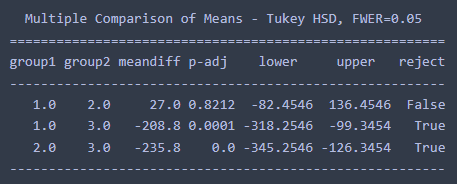 Multiple Comparison of Means - Tukey HSD, FWER=0.05
========================================================
group1 group2 meandiff p-adj lower upper reject
--------------------------------------------------------
1.0 2.0 27.0 0.8212 -82.4546 136.4546 False
1.0 3.0 -208.8 0.0001 -318.2546 -99.3454 True
2.0 3.0 -235.8 0.0 -345.2546 -126.3454 True
--------------------------------------------------------